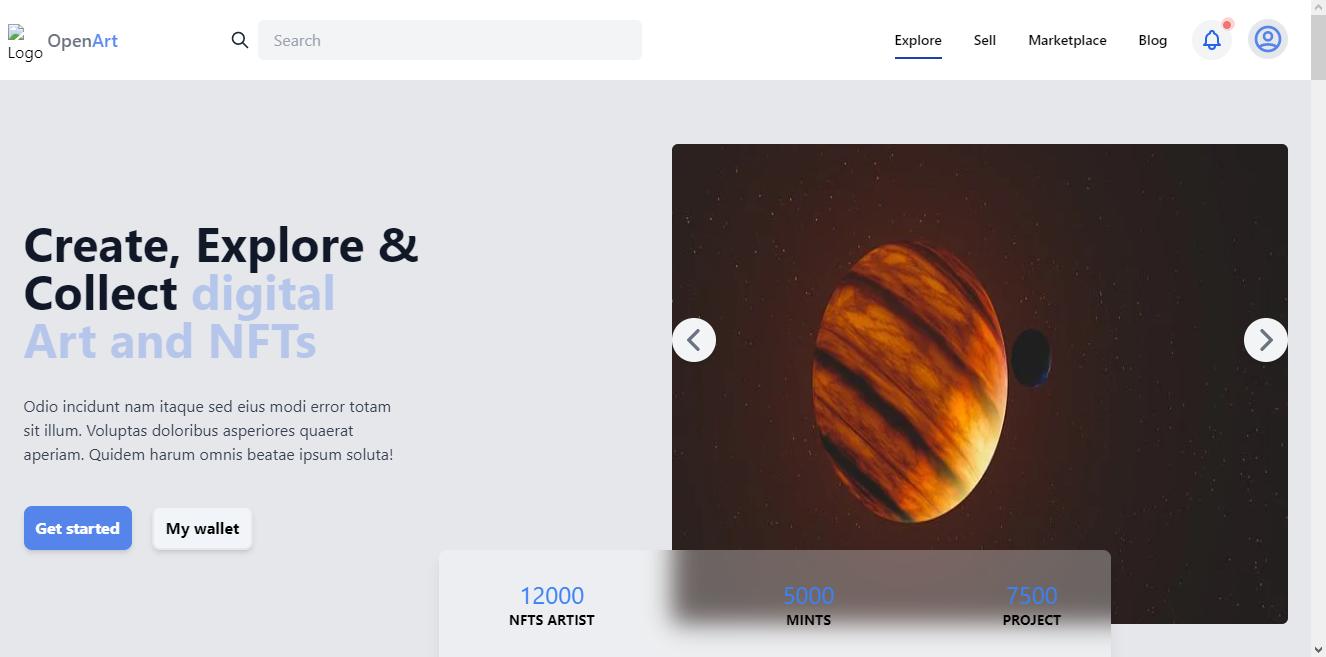 Logo
OpenArt
Search
Explore
Sell
Marketplace
Blog
Create, Explore &
Collect digital
Art and NFTs
Odio incidunt nam itaque sed eius modi error totam
sit illum. Voluptas doloribus asperiores quaerat
aperiam. Quidem harum omnis beatae ipsum soluta!
Get started
My wallet
12000
NFTS ARTIST
5000
MINTS
7500
PROJECT